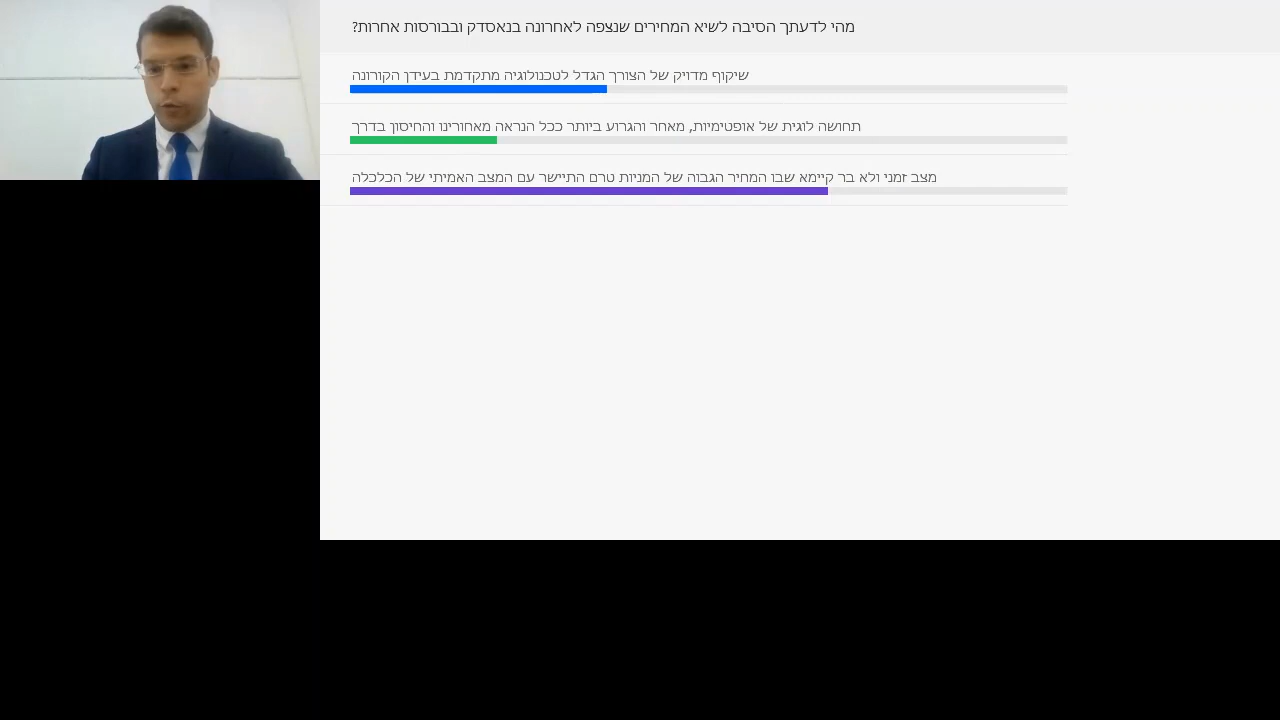 מהי לדעתך הסיבה לשיא המחירים שנצפה לאחרונה בנאסדק ובבורסות אחרות?
שיקוף מדויק של הצורך הגדל לטכנולוגיה מתקדמת בעידן הקורונה
תחושה לוגית של אופטימיות, מאחר והגרוע ביותר ככל הנראה מאחורינו והחיסון בדרך
מצב זמני ולא בר קיימא שבו המחיר הגבוה של המניות טרם התיישר עם המצב האמיתי של הכלכלה